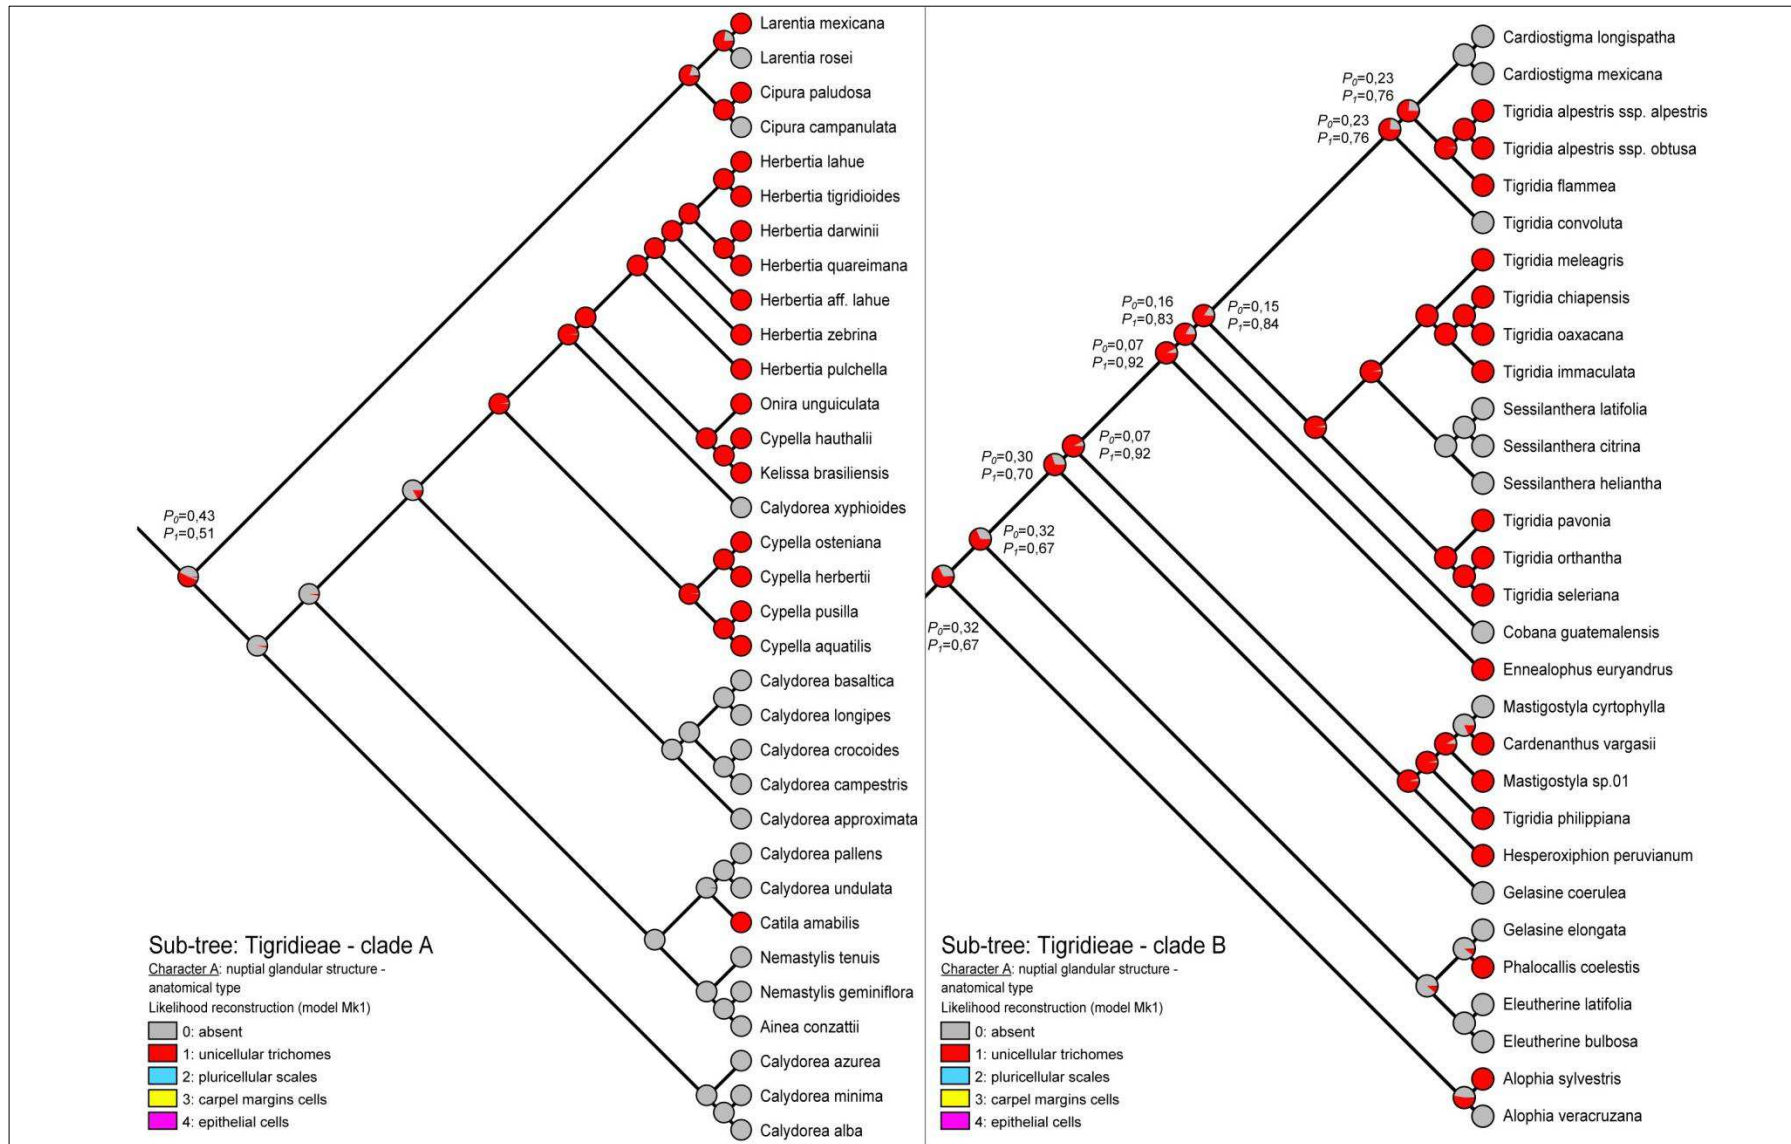 Larentia mexicana
Larentia rosei
Cipura paludosa
Cipura campanulata
Herbertia lahue
Herbertia tigridioides
Herbertia darwinii
Herbertia quareimana
Herbertia aff. lahue
Herbertia zebrina
Herbertia pulchella
Onira unguiculata
Cypella hauthalii
Kelissa brasiliensis
Calydorea xyphioides
P0=0,43
P1=0,51
Cypella osteniana
Cypella herbertii
Cypella pusilla
Cypella aquatilis
Calydorea basaltica
Calydorea longipes
Calydorea crocoides
Calydorea campestris
Calydorea approximata
Calydorea pallens
Calydorea undulata
Catila amabilis
Nemastylis tenuis
Nemastylis geminiflora
Ainea conzattii
Calydorea azurea
Calydorea minima
Calydorea alba
Sub-tree: Tigridieae - clade A
Character A: nuptial glandular structure -
anatomical type
Likelihood reconstruction (model Mk1)
0: absent
1: unicellular trichomes
2: pluricellular scales
3: carpel margins cells
4: epithelial cells
Cardiostigma longispatha
Cardiostigma mexicana
P0=0,23
P1=0,76
Tigridia alpestris ssp. alpestris
P0=0,23
P1=0,76
Tigridia alpestris ssp. obtusa
Tigridia flammea
Tigridia convoluta
Tigridia meleagris
Tigridia chiapensis
Tigridia oaxacana
Tigridia immaculata
P0=0,16
P1=0,83
P0=0,15
P1=0,84
P0=0,07
P1=0,92
Sessilanthera latifolia
Sessilanthera citrina
Sessilanthera heliantha
P0=0,07
P1=0,92
P0=0,30
P1=0,70
Tigridia pavonia
Tigridia orthantha
Tigridia seleriana
P0=0,32
P1=0,67
Cobana guatemalensis
P0=0,32
P1=0,67
Ennealophus euryandrus
Mastigostyla cyrtophylla
Cardenanthus vargasii
Mastigostyla sp.01
Tigridia philippiana
Hesperoxiphion peruvianum
Gelasine coerulea
Gelasine elongata
Phalocallis coelestis
Eleutherine latifolia
Eleutherine bulbosa
Alophia sylvestris
Alophia veracruzana
Sub-tree: Tigridieae - clade B
Character A: nuptial glandular structure -
anatomical type
Likelihood reconstruction (model Mk1)
0: absent
1: unicellular trichomes
2: pluricellular scales
3: carpel margins cells
4: epithelial cells